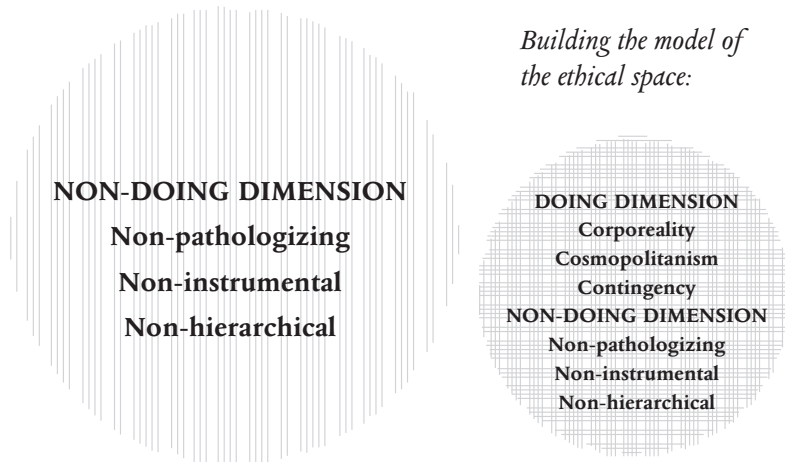 Building the model of
the ethical space:
NON-DOING DIMENSION
Non-pathologizing
Non-instrumental
Non-hierarchical
DOING DIMENSION
Corporeality
Cosmopolitanism
Contingency
NON-DOING DIMENSION
Non-pathologizing
Non-instrumental
Non-hierarchical